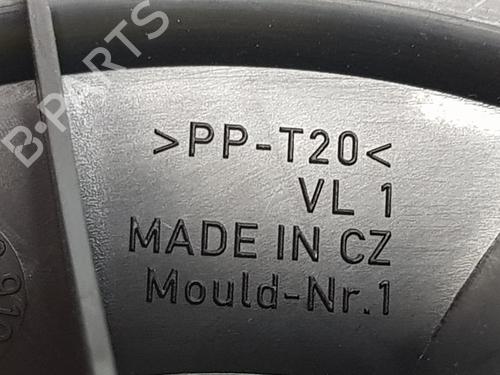 >PP-T20<
VL 1
MADE IN CZ
Mould-Nr.1
B-PARTS